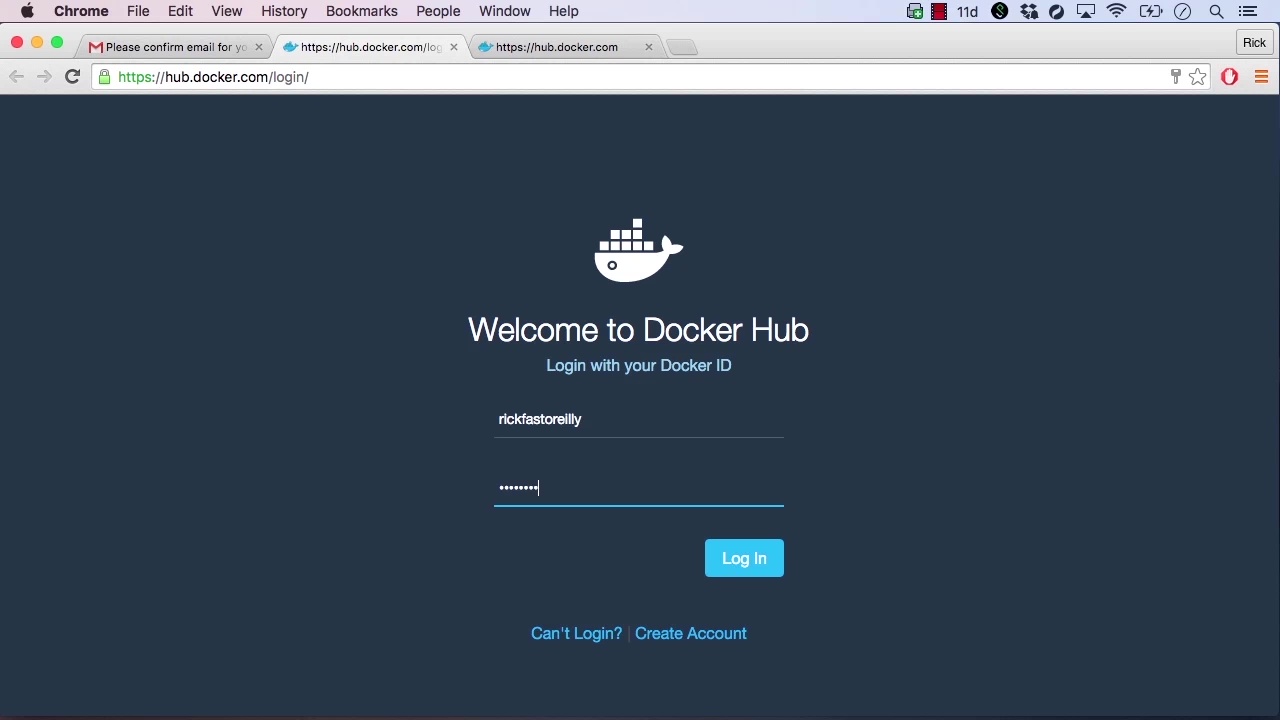 Chrome File Edit View History Bookmarks People Window Help 11d
Please confirm email for yo https://hub.docker.com/log https://hub.docker.com Rick
https://hub.docker.com/login/
Welcome to Docker Hub
Login with your Docker ID
rickfastoreilly
••••••••
Log In
Can't Login? | Create Account